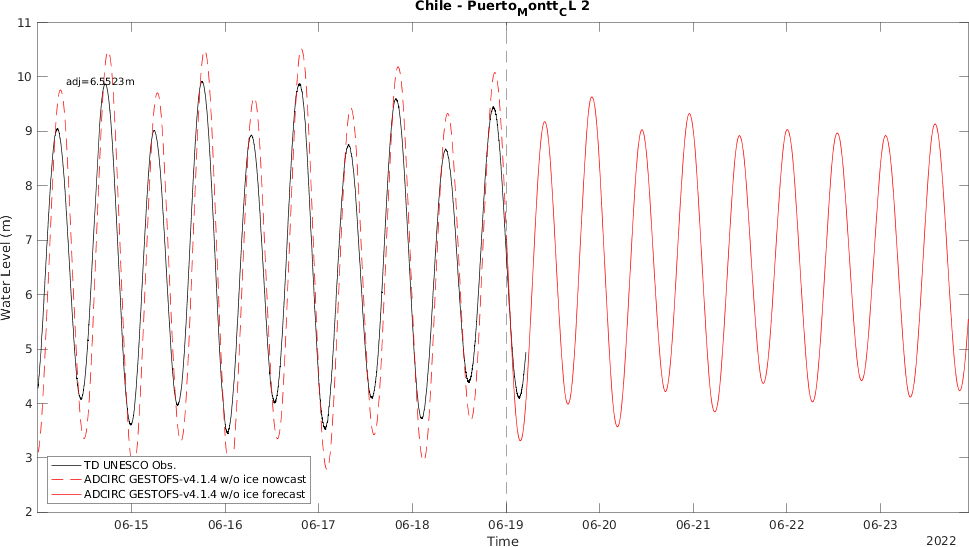 Chile - Puerto_Montt_CL 2
adj=6.5523m
11
10
9
8
7
6
5
4
3
2
Water Level (m)
TD UNESCO Obs.
ADCIRC GESTOFS-v4.1.4 w/o ice nowcast
ADCIRC GESTOFS-v4.1.4 w/o ice forecast
06-15 06-16 06-17 06-18 06-19 06-20 06-21 06-22 06-23
Time
2022